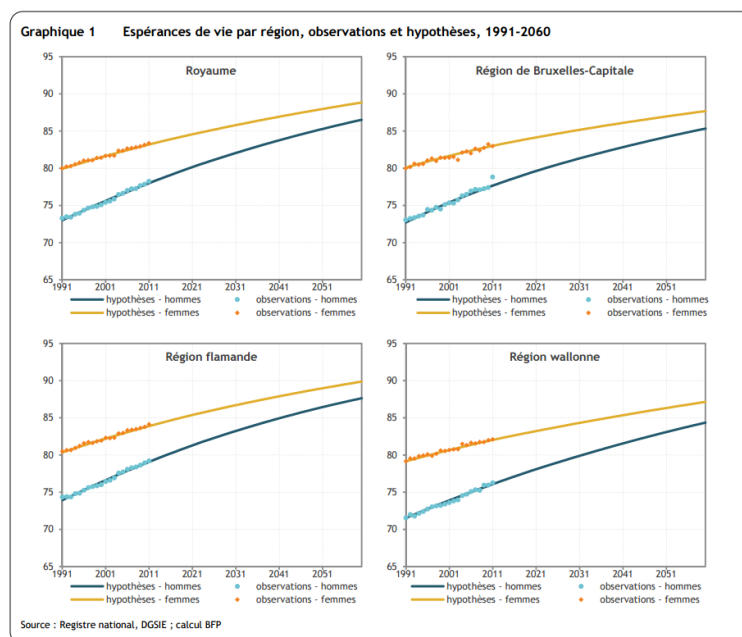 Graphique 1 Espérances de vie par région, observations et hypothèses, 1991-2060
Royaume
95
90
85
80
75
70
65
1991 2001 2011 2021 2031 2041 2051
hypothèses - hommes observations - hommes
hypothèses - femmes observations - femmes
Région de Bruxelles-Capitale
95
90
85
80
75
70
65
1991 2001 2011 2021 2031 2041 2051
hypothèses - hommes observations - hommes
hypothèses - femmes observations - femmes
Région flamande
95
90
85
80
75
70
65
1991 2001 2011 2021 2031 2041 2051
hypothèses - hommes observations - hommes
hypothèses - femmes observations - femmes
Région wallonne
95
90
85
80
75
70
65
1991 2001 2011 2021 2031 2041 2051
hypothèses - hommes observations - hommes
hypothèses - femmes observations - femmes
Source : Registre national, DGSIE ; calcul BFP